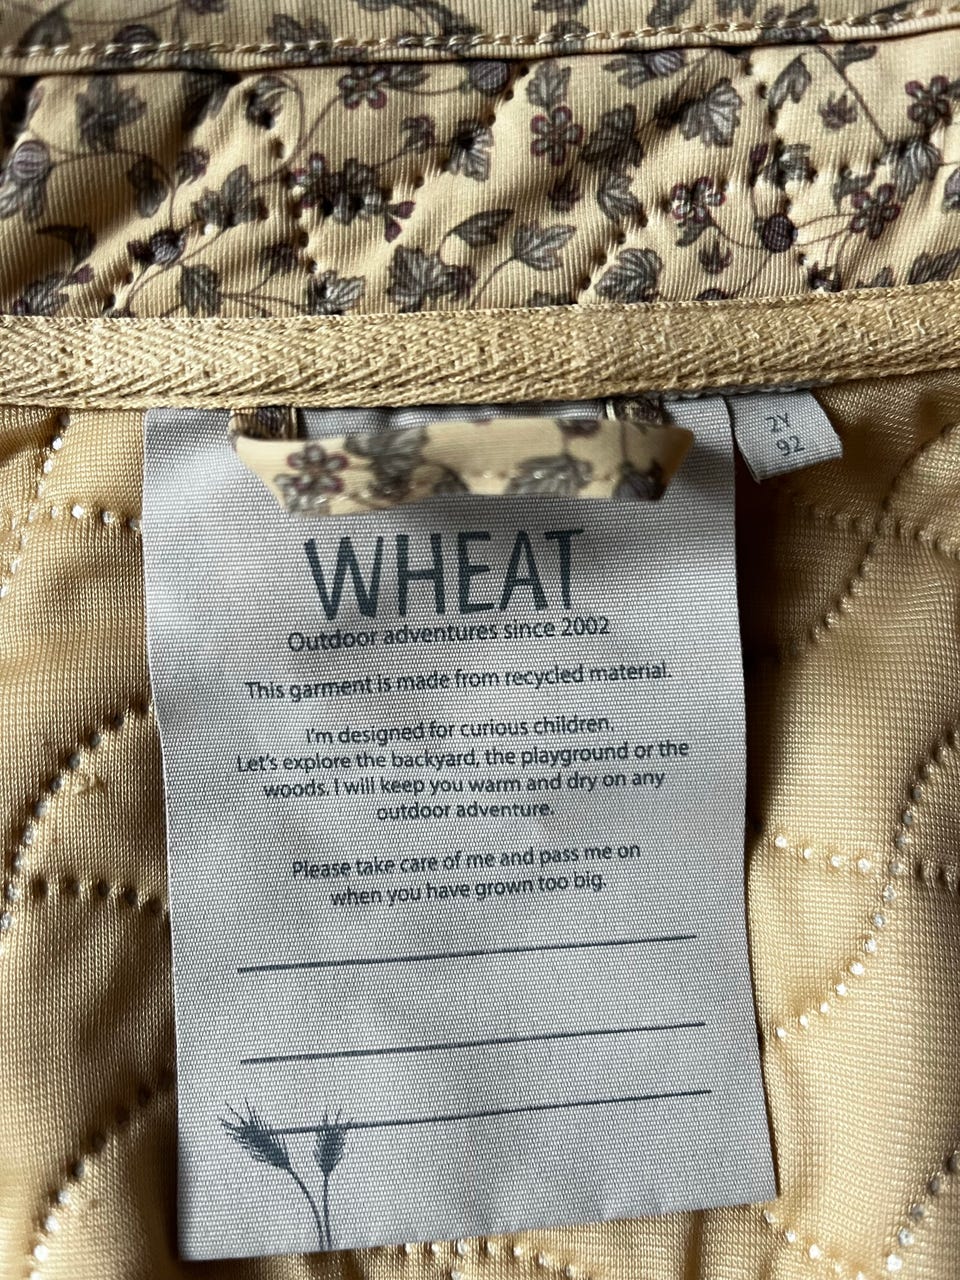 2Y
92
WHEAT
Outdoor adventures since 2002
This garment is made from recycled material.
I'm designed for curious children.
Let's explore the backyard, the playground or the
woods. I will keep you warm and dry on any
outdoor adventure.
Please take care of me and pass me on
when you have grown too big.